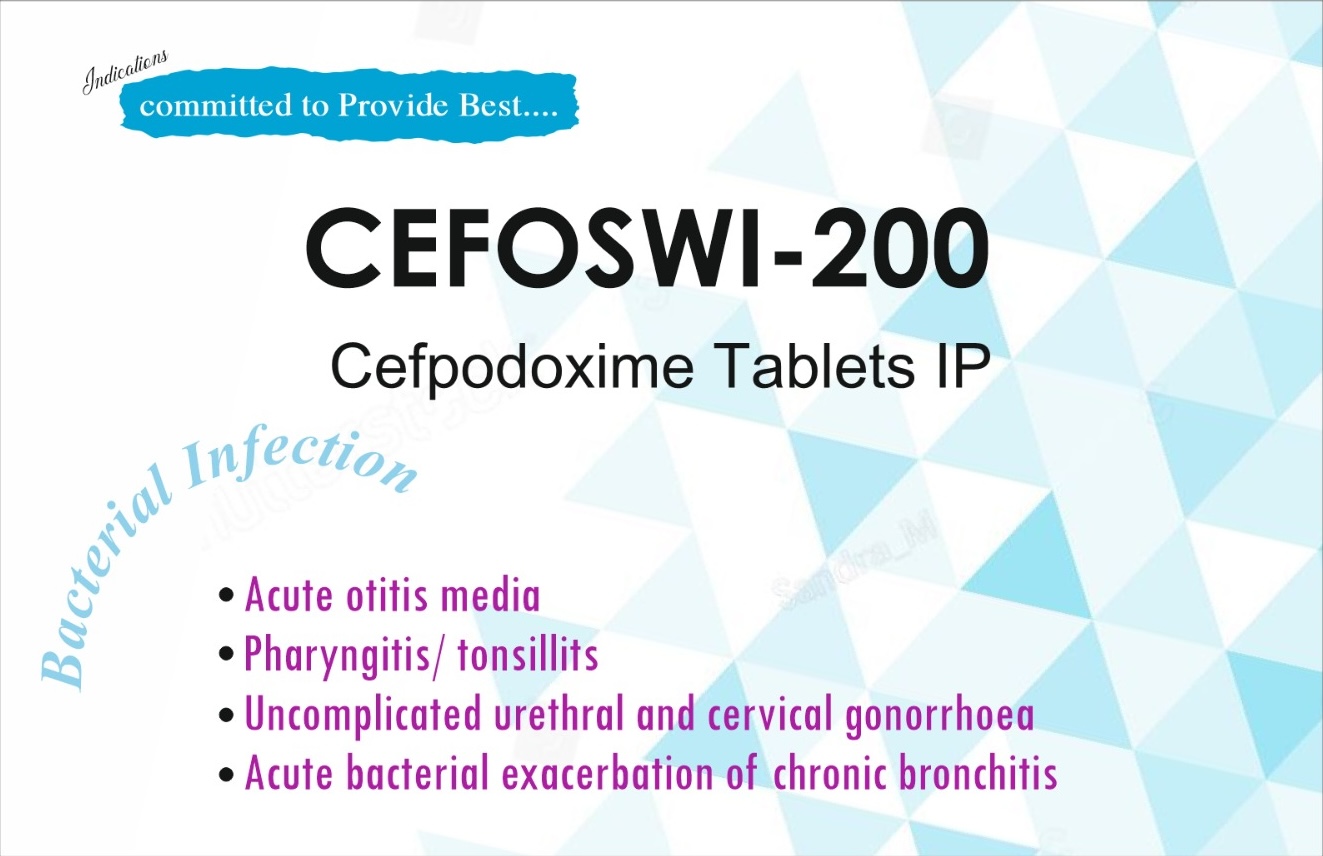 Indications
committed to Provide Best....
CEFOSWI-200
Cefpodoxime Tablets IP
Bacterial Infection
• Acute otitis media
• Pharyngitis/ tonsillits
• Uncomplicated urethral and cervical gonorrhoea
• Acute bacterial exacerbation of chronic bronchitis
Sandra_M